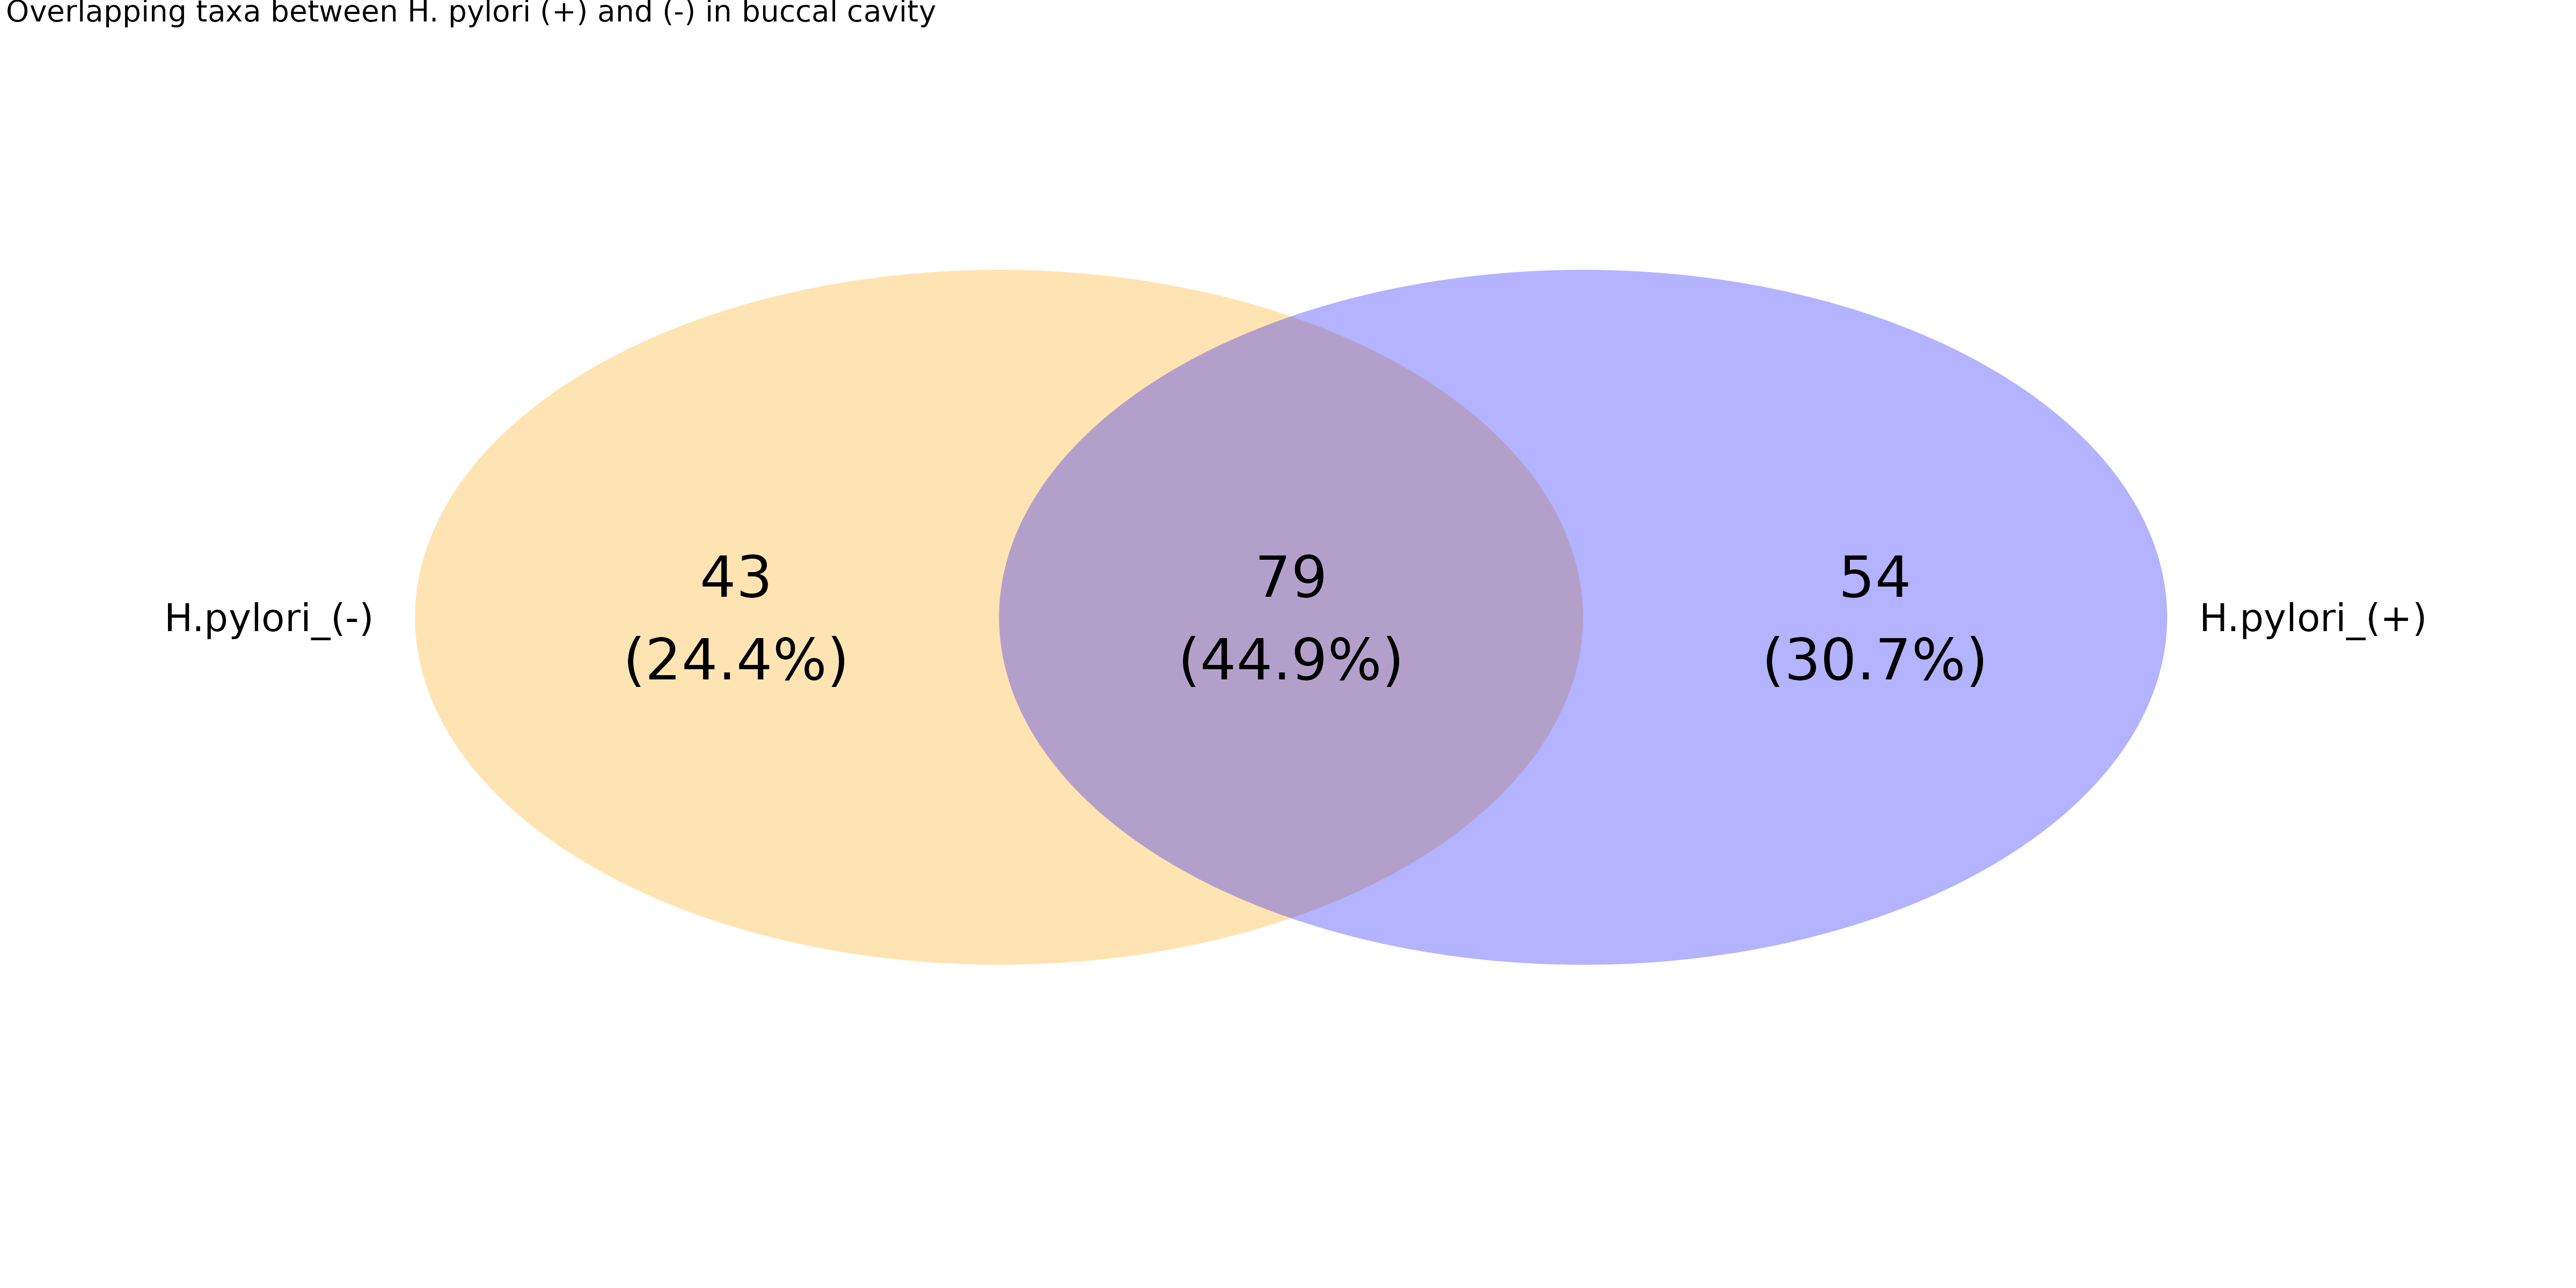 Overlapping taxa between H. pylori (+) and (-) in buccal cavity
H.pylori_(-)
43
(24.4%)
79
(44.9%)
54
(30.7%)
H.pylori_(+)